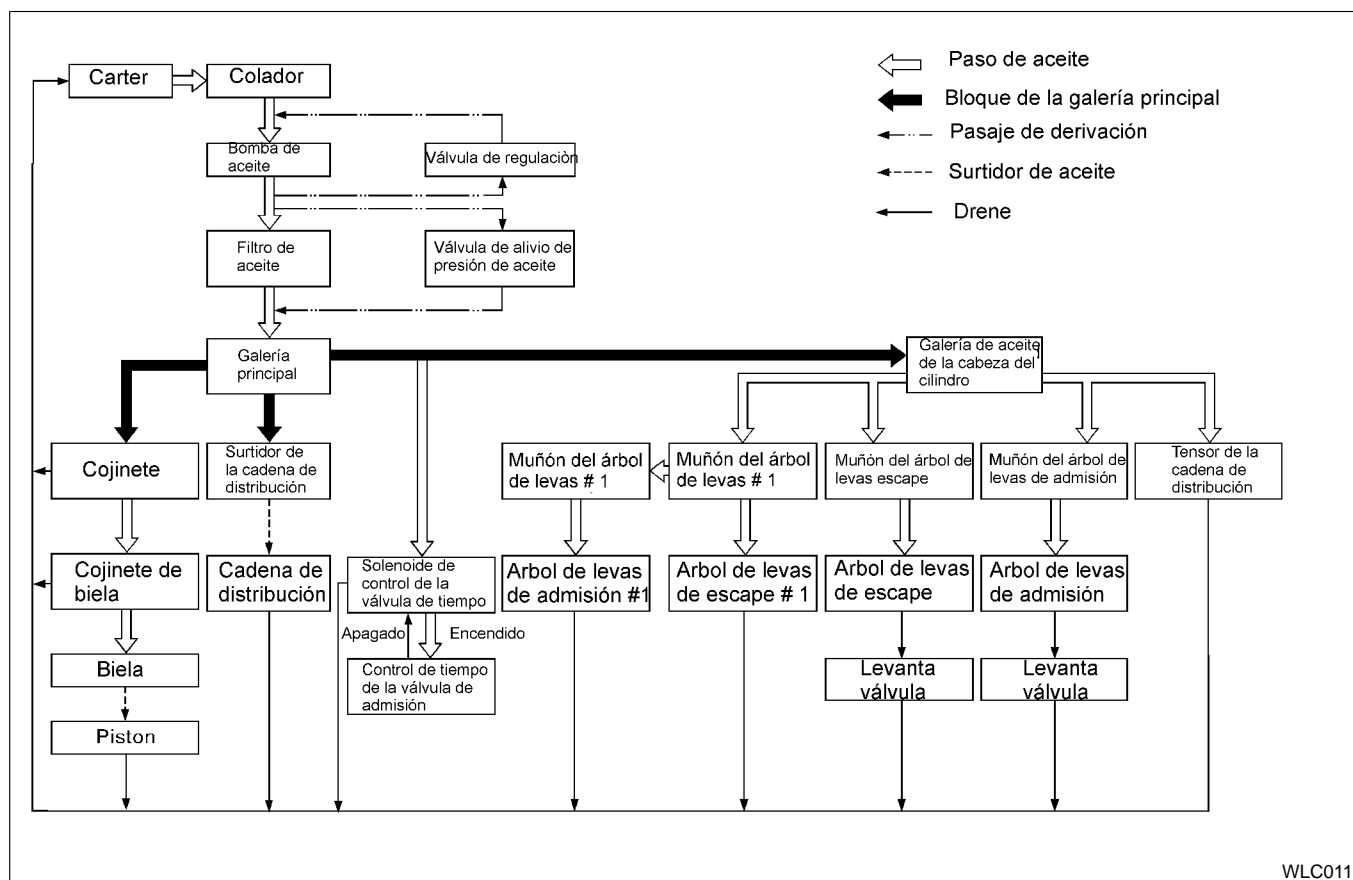 Carter
Colador
Paso de aceite
Bloque de la galería principal
Pasaje de derivación
Surtidor de aceite
Drene
Bomba de
aceite
Válvula de regulaciòn
Filtro de
aceite
Válvula de alivio de
presión de aceite
Galería
principal
Galería de aceite
de la cabeza del
cilindro
Cojinete
Surtidor de
la cadena de
distribución
Muñón del árbol
de levas # 1
Muñón del árbol
de levas # 1
Muñón del árbol de
levas escape
Muñón del árbol de
levas de admisión
Tensor de la
cadena de
distribución
Cojinete de
biela
Cadena de
distribución
Solenoide de
control de la
válvula de tiempo
Arbol de levas
de admisión #1
Arbol de levas
de escape # 1
Arbol de levas
de escape
Arbol de levas
de admisión
Apagado
Encendido
Biela
Control de tiempo
de la válvula de
admisión
Levanta
válvula
Levanta
válvula
Piston
WLC011